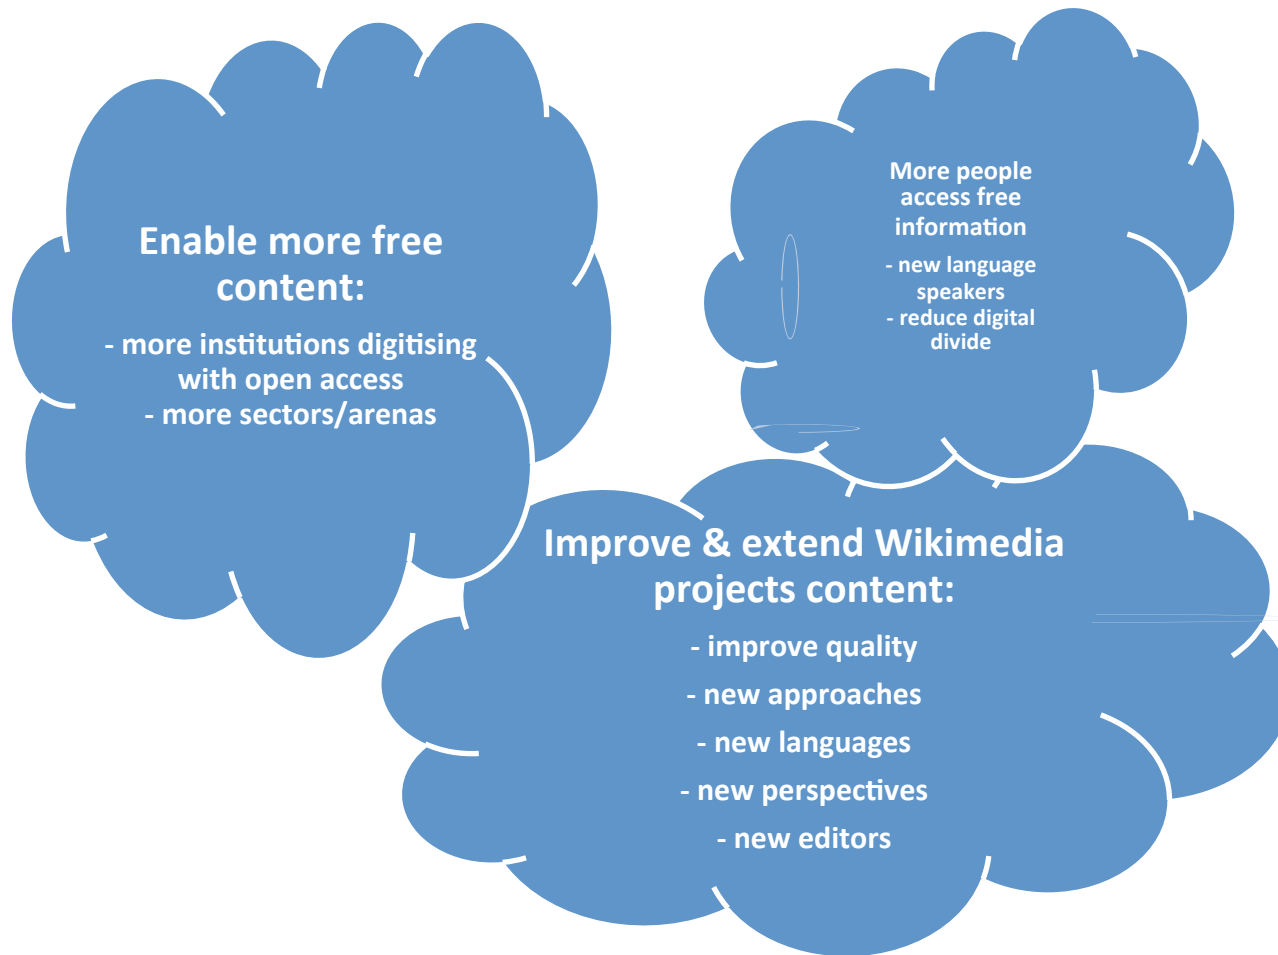 Enable more free
content:
- more institutions digitising
with open access
- more sectors/arenas
More people
access free
information
- new language
speakers
- reduce digital
divide
Improve & extend Wikimedia
projects content:
- improve quality
- new approaches
- new languages
- new perspectives
- new editors